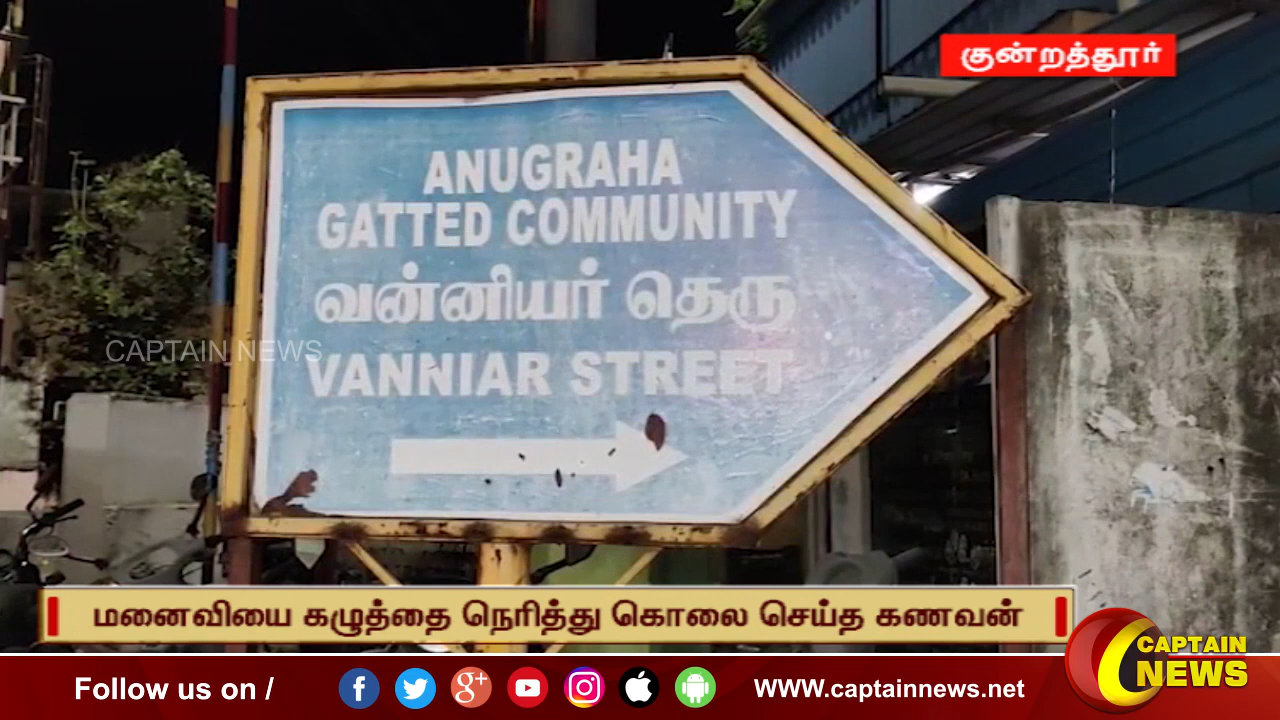 குன்றத்தூர்
ANUGRAHA
GATTED COMMUNITY
வன்னியர் தெரு
VANNIAR STREET
CAPTAIN NEWS
மனைவியை கழுத்தை நெரித்து கொலை செய்த கணவன்
CAPTAIN
NEWS
Follow us on / WWW.captainnews.net